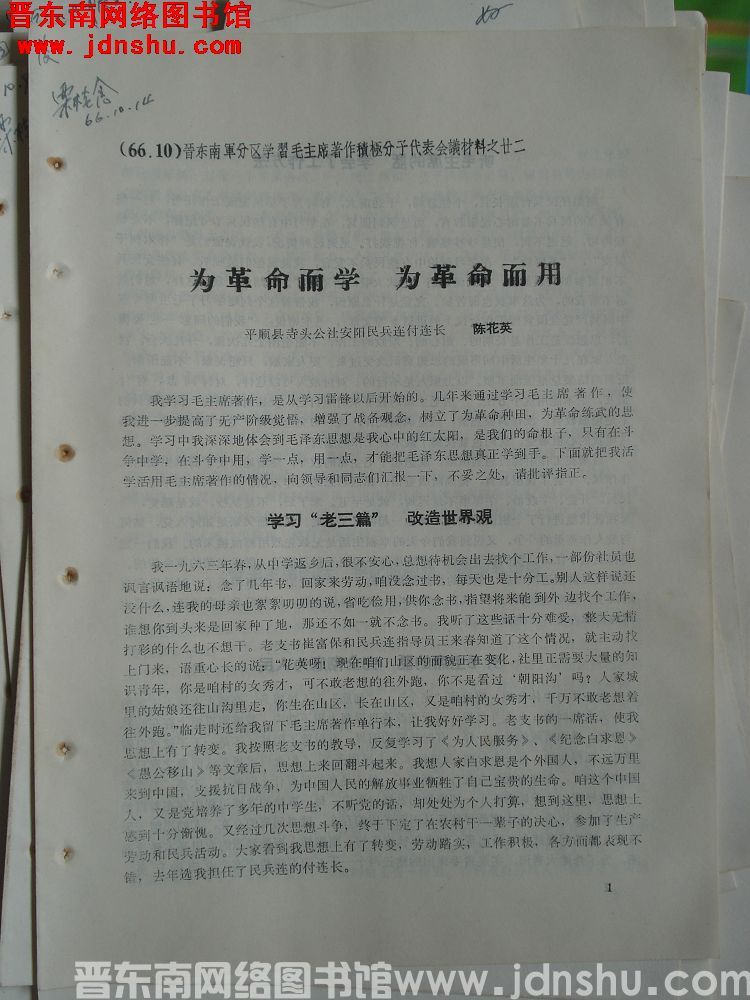 晋东南网络图书馆
www.jdnshu.com
66.10.14
(66.10)晋东南軍分区学習毛主席著作積極分子代表会議材料之廿二
为革命而学 为革命而用
平顺县寺头公社安阳民兵连付连长 陈花英
我学习毛主席著作，是从学习雷锋以后开始的。几年来通过学习毛主席著作，使
我进一步提高了无产阶级觉悟，增强了战备观念，树立了为革命种田，为革命练武的思
想。学习中我深深地体会到毛泽东思想是我心中的红太阳，是我们的命根子，只有在斗
争中学，在斗争中用，学一点，用一点，才能把毛泽东思想真正学到手。下面就把我活
学活用毛主席著作的情况，向领导和同志们汇报一下，不妥之处，请批评指正。
学习“老三篇” 改造世界观
我一九六三年春，从中学返乡后，很不安心，总想待机会出去找个工作，一部份社员也
讽言讽语地说：念了几年书，回家来劳动，咱没念过书，每天也是十分工。别人这样说还
没什么，连我的母亲也絮絮叨叨的说，省吃俭用，供你念书，指望将来能到外边找个工作，
谁想你到头来是回家种了地，那还不如一就不念书。我听了这些话十分难受，整天无精
打彩的什么也不想干。老支书崔富保和民兵连指导员王来春知道了这个情况，就主动找
上门来，语重心长的说：“花英呀！现在咱们山区的面貌正在变化，社里正需要大量的知
识青年，你是咱村的女秀才，可不敢老想的往外跑，你不是看过‘朝阳沟’吗？人家城
里的姑娘还往山沟里走，你生在山区，长在山区，又是咱村的女秀才，千万不敢老想着
往外跑。”临走时还给我留下毛主席著作单行本，让我好好学习。老支书的一席话，使我
思想上有了转变。我按照老支书的教导，反复学习了《为人民服务》、《纪念白求恩》
《愚公移山》等文章后，思想上来回翻斗起来。我想人家白求恩是个外国人，不远万里
来到中国，支援抗日战争，为中国人民的解放事业牺牲了自己宝贵的生命。咱这个中国
人，又是党培养了多年的中学生，不听党的话，却处处为个人打算，想到这里，思想上
感到十分惭愧。又经过几次思想斗争，终于下定了在农村干一辈子的决心，参加了生产
劳动和民兵活动。大家看到我思想上有了转变，劳动踏实，工作积极，各方面都表现不
错，去年选我担任了民兵连的付连长。
1
晋东南网络图书馆www.jdnshu.com